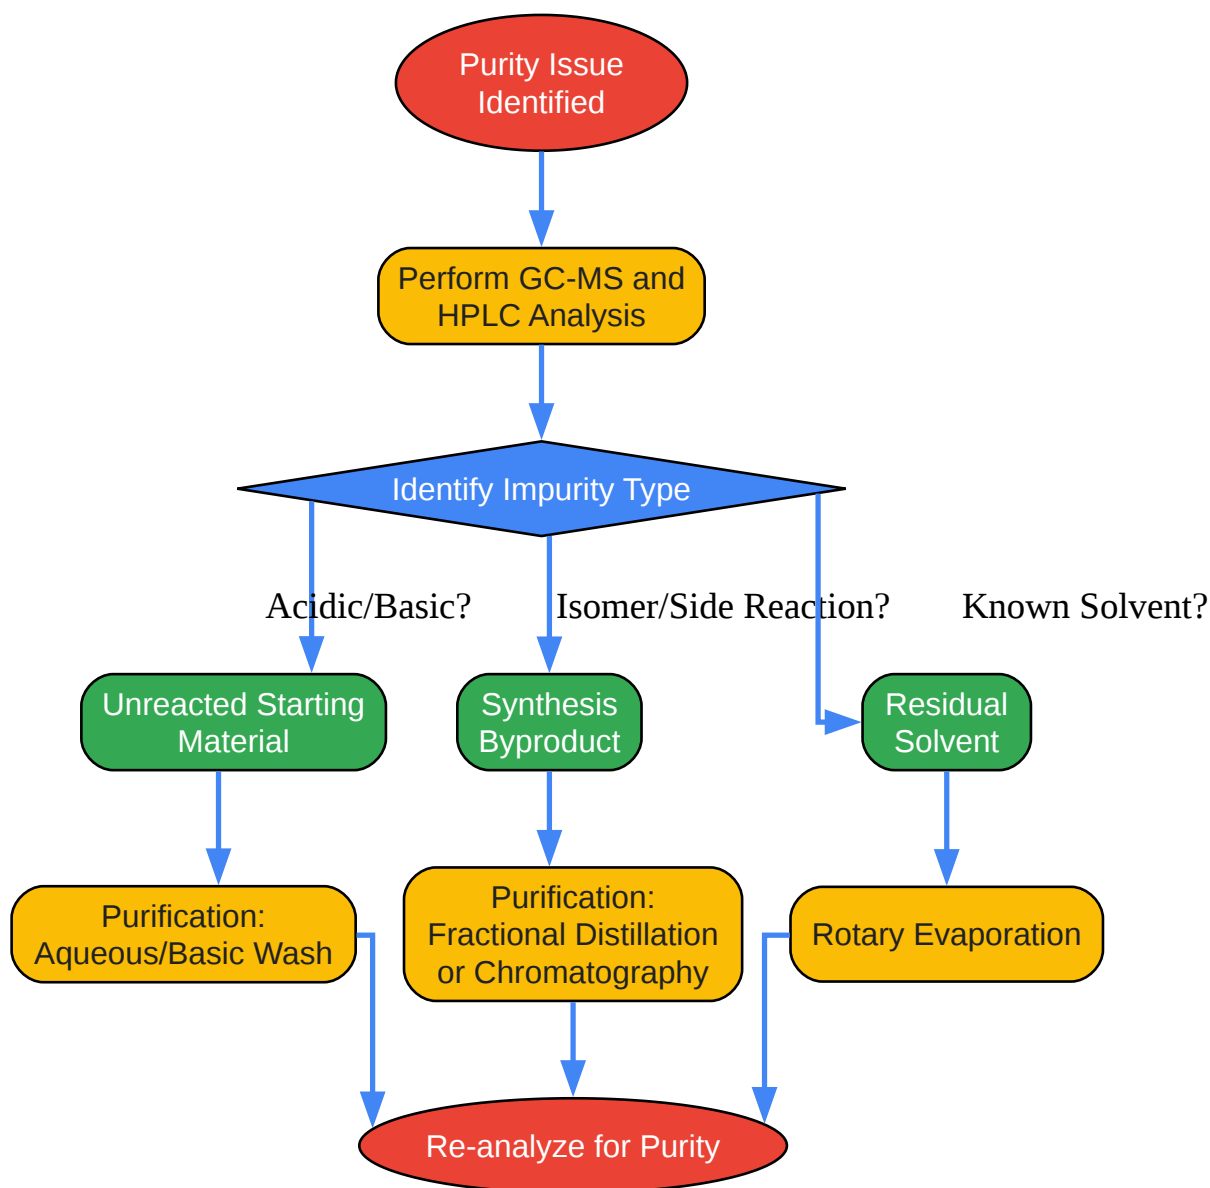 Purity Issue
Identified
Perform GC-MS and
HPLC Analysis
Identify Impurity Type
Acidic/Basic?
Isomer/Side Reaction?
Known Solvent?
Unreacted Starting
Material
Synthesis
Byproduct
Residual
Solvent
Purification:
Aqueous/Basic Wash
Purification:
Fractional Distillation
or Chromatography
Rotary Evaporation
Re-analyze for Purity